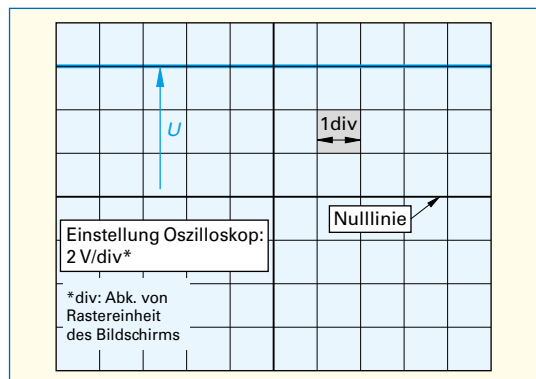 1div
U
Nulllinie
Einstellung Oszilloskop:
2 V/div*
*div: Abk. von
Rastereinheit
des Bildschirms